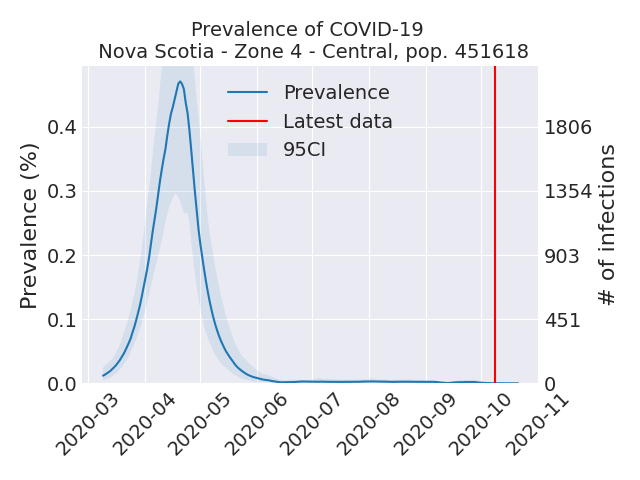 Prevalence of COVID-19
Nova Scotia - Zone 4 - Central, pop. 451618
Prevalence
Latest data
95CI
Prevalence (%)
0.4
0.3
0.2
0.1
0.0
1806
1354
903
451
0
# of infections
2020-03
2020-04
2020-05
2020-06
2020-07
2020-08
2020-09
2020-10
2020-11